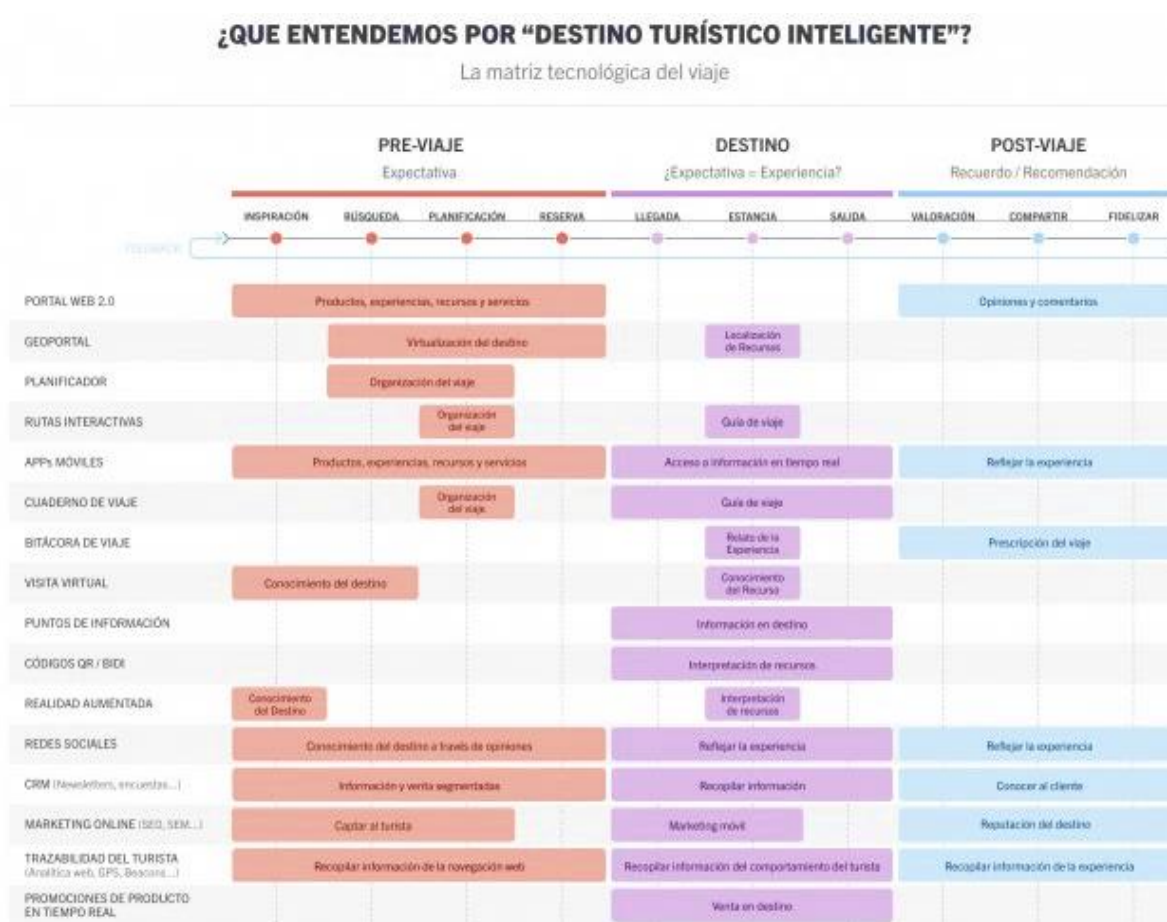 ¿QUE ENTENDEMOS POR “DESTINO TURÍSTICO INTELIGENTE”?
La matriz tecnológica del viaje
PRE-VIAJE
Expectativa
DESTINO
¿Expectativa = Experiencia?
POST-VIAJE
Recuerdo / Recomendación
INSPIRACIÓN BÚSQUEDA PLANIFICACIÓN RESERVA LLEGADA ESTANCIA SALIDA VALORACIÓN COMPARTIR FIDELIZAR
FEEDBACK
PORTAL WEB 2.0
Productos, experiencias, recursos y servicios
Opiniones y comentarios
GEOPORTAL
Virtualización del destino
Localización
de Recursos
PLANIFICADOR
Organización del viaje
RUTAS INTERACTIVAS
Organización
del viaje
Guía de viaje
APPs MÓVILES
Productos, experiencias, recursos y servicios
Acceso a información en tiempo real
Reflejar la experiencia
CUADERNO DE VIAJE
Organización
del viaje
Guía de viaje
BITÁCORA DE VIAJE
Relato de la
Experiencia
Prescripción del viaje
VISITA VIRTUAL
Conocimiento del destino
Conocimiento
del Recurso
PUNTOS DE INFORMACIÓN
Información en destino
CÓDIGOS QR / BIDI
Interpretación de recursos
REALIDAD AUMENTADA
Conocimiento
del Destino
Interpretación
de recursos
REDES SOCIALES
Conocimiento del destino a través de opiniones
Reflejar la experiencia
Reflejar la experiencia
CRM (Newsletters, encuestas...)
Información y venta segmentadas
Recopilar información
Conocer al cliente
MARKETING ONLINE (SEO, SEM...)
Captar al turista
Marketing móvil
Reputación del destino
TRAZABILIDAD DEL TURISTA
(Analítica web, GPS, Beacons...)
Recopilar información de la navegación web
Recopilar información del comportamiento del turista
Recopilar información de la experiencia
PROMOCIONES DE PRODUCTO
EN TIEMPO REAL
Venta en destino